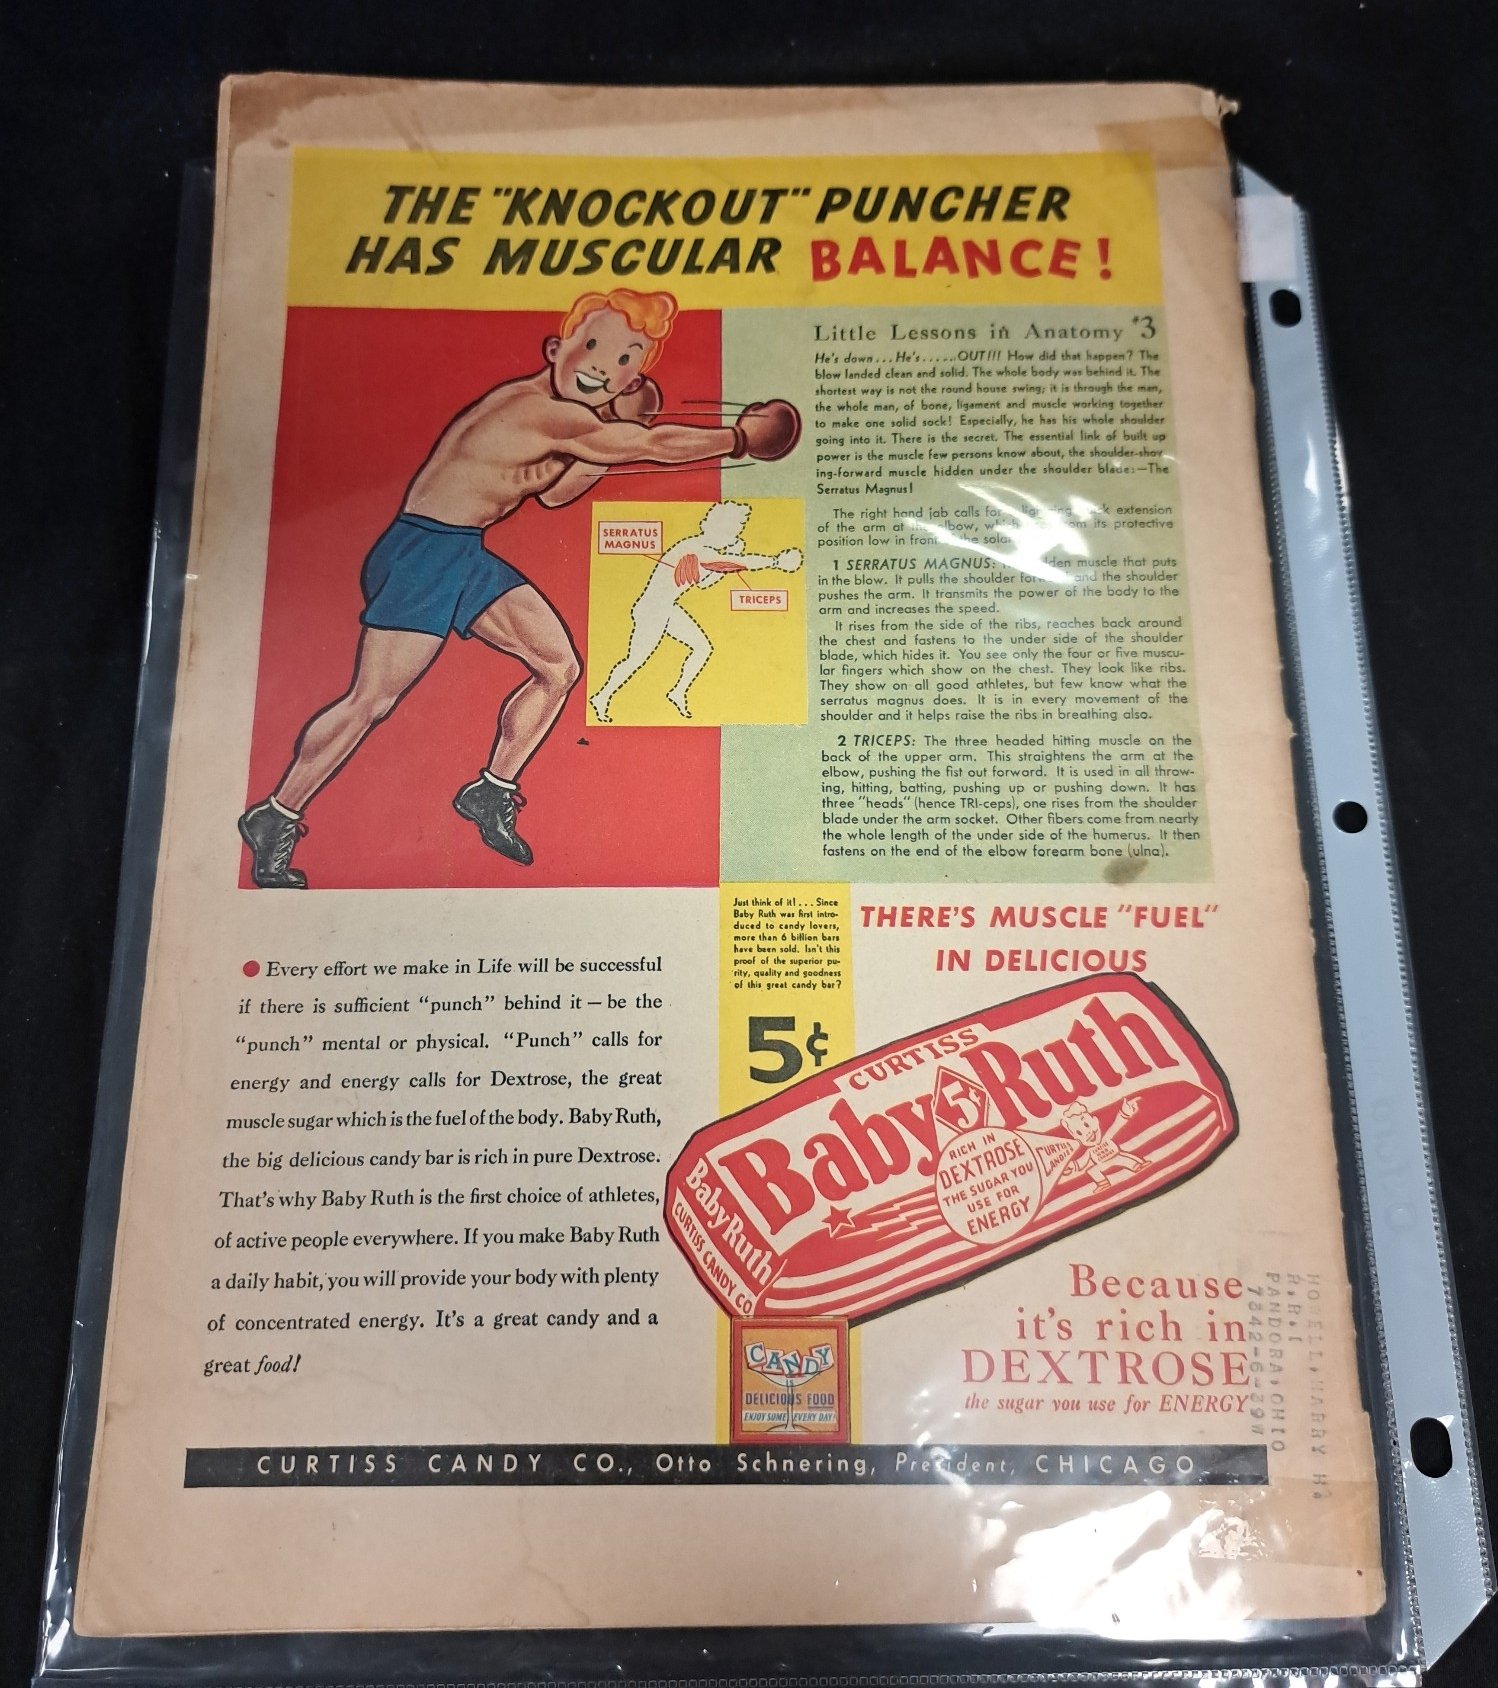 THE "KNOCKOUT" PUNCHER
HAS MUSCULAR BALANCE!
Little Lessons in Anatomy #3
He's down...He's......OUT!!! How did that happen? The
blow landed clean and solid. The whole body was behind it. The
shortest way is not the round house swing; it is through the man,
the whole man, of bone, ligament and muscle working together
to make one solid sock! Especially, he has his whole shoulder
going into it. There is the secret. The essential link of built up
power is the muscle few persons know about, the shoulder-shov
ing-forward muscle hidden under the shoulder blade:—The
Serratus Magnus!
The right hand jab calls for extension
of the arm at elbow, its protective
position low in front
1 SERRATUS MAGNUS: muscle that puts
in the blow. It pulls the shoulder and the shoulder
pushes the arm. It transmits the power of the body to the
arm and increases the speed.
It rises from the side of the ribs, reaches back around
the chest and fastens to the under side of the shoulder
blade, which hides it. You see only the four or five muscu-
lar fingers which show on the chest. They look like ribs.
They show on all good athletes, but few know what the
serratus magnus does. It is in every movement of the
shoulder and it helps raise the ribs in breathing also.
2 TRICEPS: The three headed hitting muscle on the
back of the upper arm. This straightens the arm at the
elbow, pushing the fist out forward. It is used in all throw-
ing, hitting, batting, pushing up or pushing down. It has
three "heads" (hence TRI-ceps), one rises from the shoulder
blade under the arm socket. Other fibers come from nearly
the whole length of the under side of the humerus. It then
fastens on the end of the elbow forearm bone (ulna).
SERRATUS
MAGNUS
TRICEPS
Every effort we make in Life will be successful
if there is sufficient "punch" behind it — be the
"punch" mental or physical. "Punch" calls for
energy and energy calls for Dextrose, the great
muscle sugar which is the fuel of the body. Baby Ruth,
the big delicious candy bar is rich in pure Dextrose.
That's why Baby Ruth is the first choice of athletes,
of active people everywhere. If you make Baby Ruth
a daily habit, you will provide your body with plenty
of concentrated energy. It's a great candy and a
great food!
Just think of it!... Since
Baby Ruth was first intro-
duced to candy lovers,
more than 6 billion bars
have been sold. Isn't this
proof of the superior pu-
rity, quality and goodness
of this great candy bar?
5¢
THERE'S MUSCLE "FUEL"
IN DELICIOUS
CURTISS
Baby 5¢ Ruth
RICH IN
DEXTROSE
THE SUGAR YOU
USE FOR
ENERGY
CURTISS
CANDIES
Baby Ruth
CURTISS CANDY CO
CANDY
IS
DELICIOUS FOOD
ENJOY SOME EVERY DAY!
Because
it's rich in
DEXTROSE
the sugar you use for ENERGY
HOWELL, HARRY H.
R.R.I
PANDORA, OHIO
7842-6-29W
CURTISS CANDY CO., Otto Schnering, President, CHICAGO